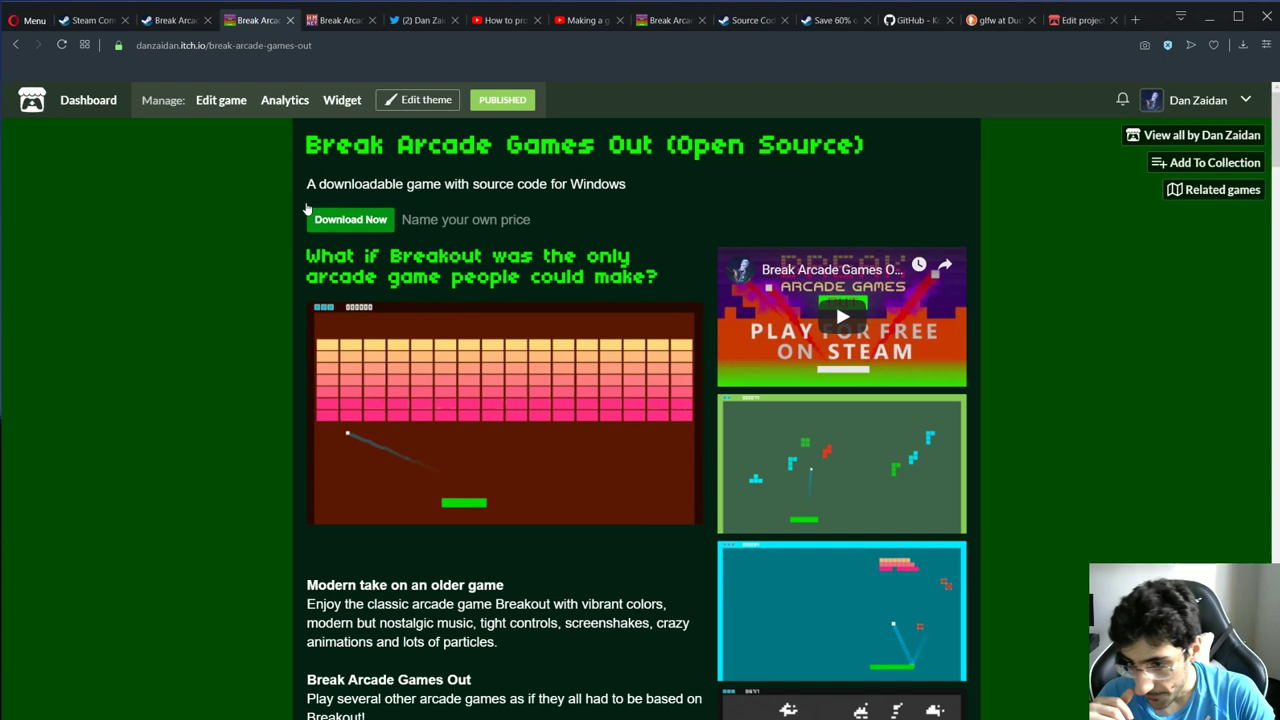 Menu
Steam Com
Break Arc
Break Arca
Break Arca
(2) Dan Zai
How to pro
Making a g
Break Arca
Source Cod
Save 60% o
GitHub - K
glfw at Duc
Edit projec
danzaidan.itch.io/break-arcade-games-out
Dashboard
Manage:
Edit game
Analytics
Widget
Edit theme
PUBLISHED
Dan Zaidan
Break Arcade Games Out (Open Source)
View all by Dan Zaidan
Add To Collection
Related games
A downloadable game with source code for Windows
Download Now
Name your own price
What if Breakout was the only
arcade game people could make?
Break Arcade Games O...
BREAK
ARCADE GAMES
OUT
PLAY FOR FREE
ON STEAM
Modern take on an older game
Enjoy the classic arcade game Breakout with vibrant colors,
modern but nostalgic music, tight controls, screenshakes, crazy
animations and lots of particles.
Break Arcade Games Out
Play several other arcade games as if they all had to be based on
Breakout!